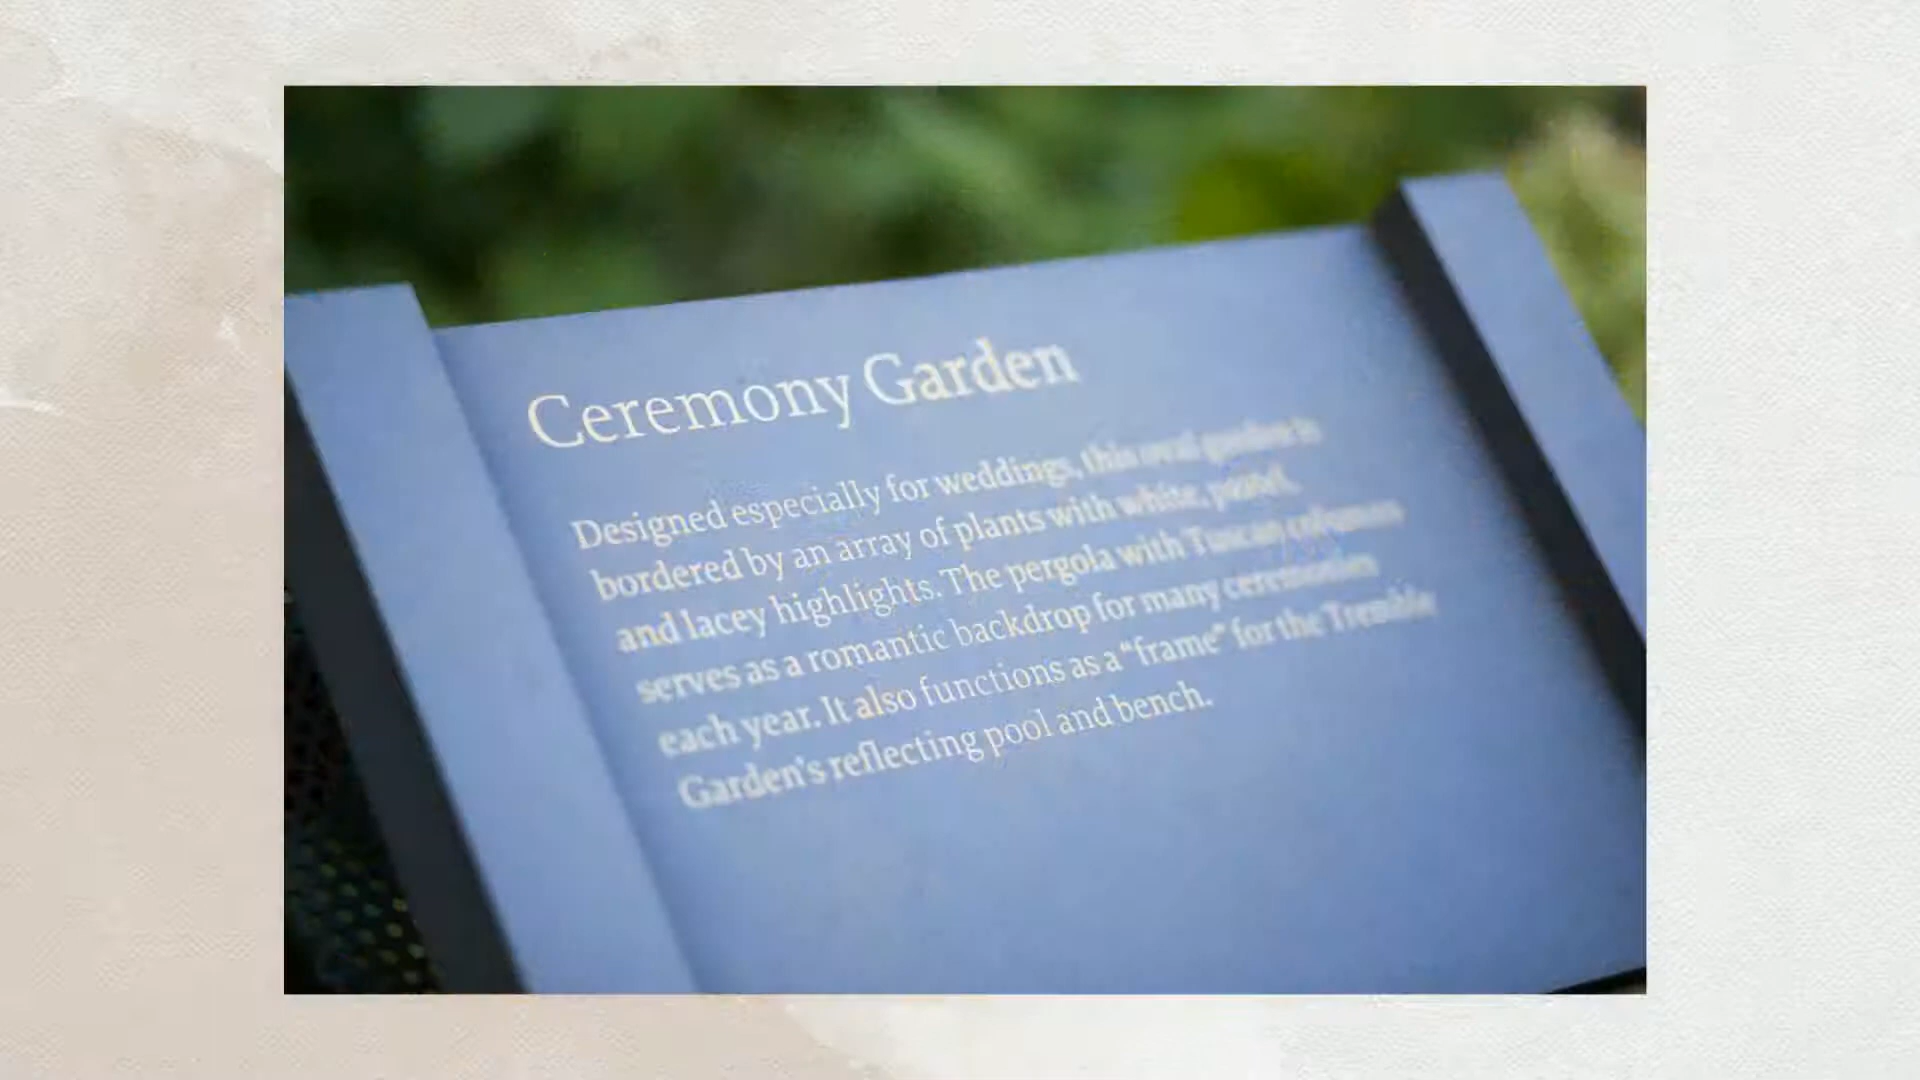 Ceremony Garden
Designed especially for weddings, this oval garden is
bordered by an array of plants with white, pastel,
and lacey highlights. The pergola with Tuscan columns
serves as a romantic backdrop for many ceremonies
each year. It also functions as a “frame” for the Tremble
Garden's reflecting pool and bench.